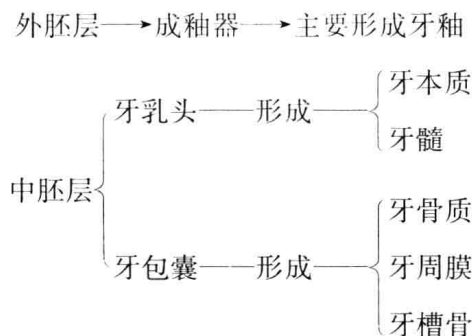 外胚层→成釉器→主要形成牙釉
牙本质
牙乳头——形成
牙髓
中胚层
牙骨质
牙包囊——形成——牙周膜
牙槽骨